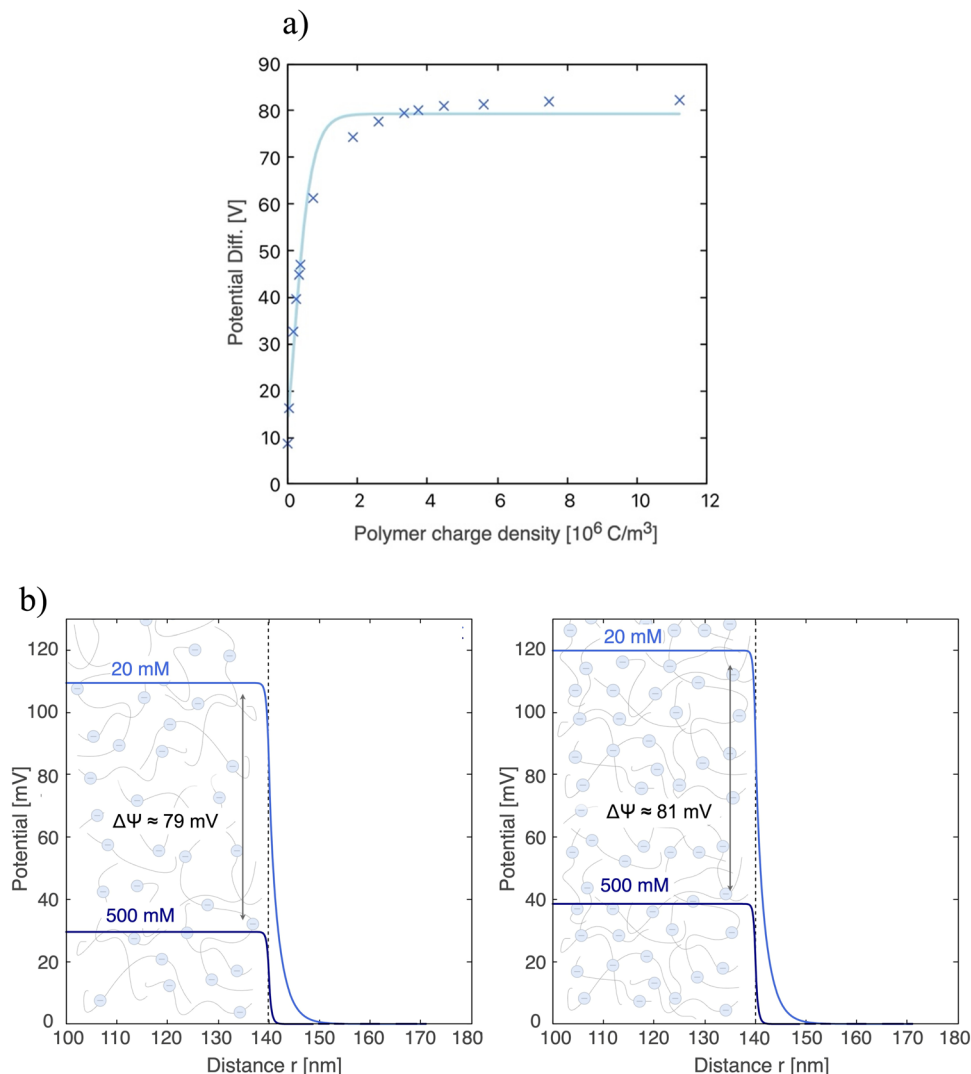 a)
90
80
70
60
50
40
30
20
10
0
Potential Diff. [V]
0 2 4 6 8 10 12
Polymer charge density [10⁶ C/m³]
b)
120
100
80
60
40
20
0
Potential [mV]
20 mM
ΔΨ ≈ 79 mV
500 mM
100 110 120 130 140 150 160 170 180
Distance r [nm]
120
100
80
60
40
20
0
Potential [mV]
20 mM
ΔΨ ≈ 81 mV
500 mM
100 110 120 130 140 150 160 170 180
Distance r [nm]